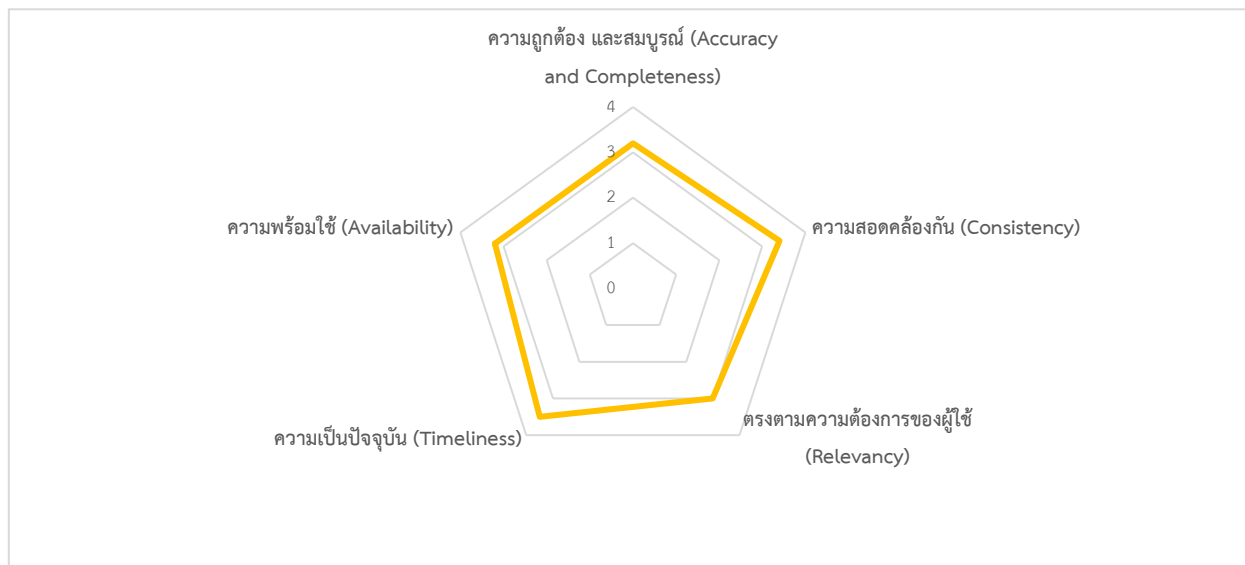 ความถูกต้อง และสมบูรณ์ (Accuracy
and Completeness)
4
3
2
1
0
ความพร้อมใช้ (Availability)
ความสอดคล้องกัน (Consistency)
ความเป็นปัจจุบัน (Timeliness)
ตรงตามความต้องการของผู้ใช้
(Relevancy)